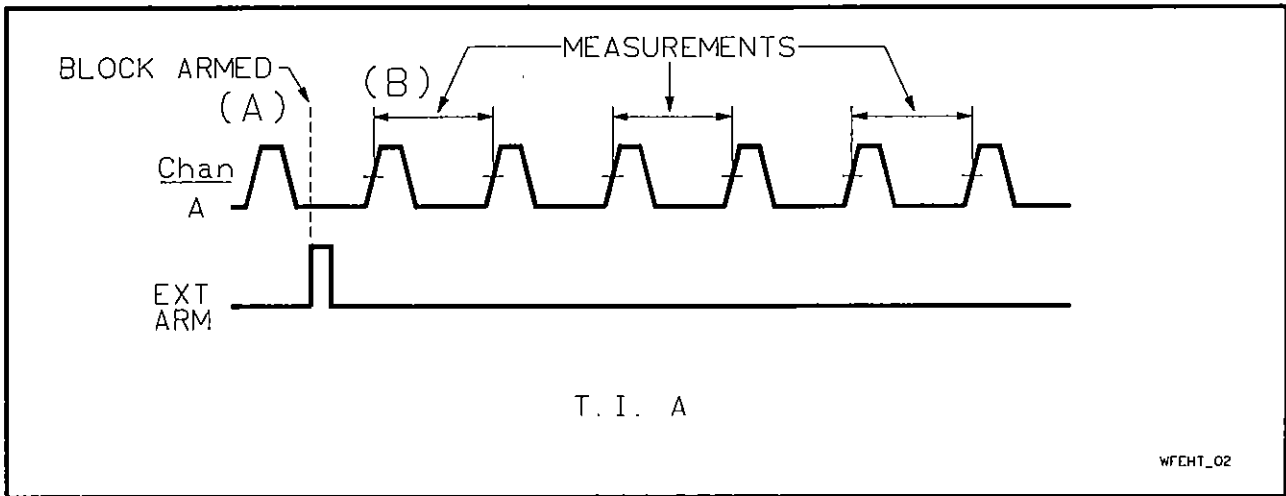 MEASUREMENTS
BLOCK ARMED
(A)
(B)
Chan
A
EXT
ARM
T. I. A
WFEHT_02